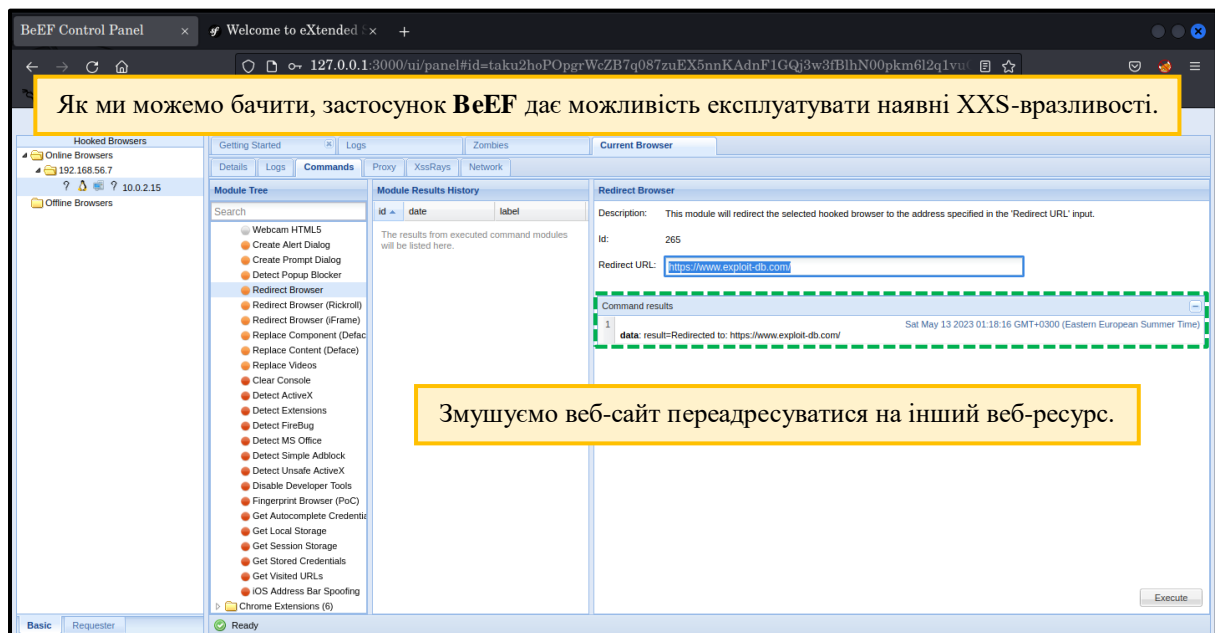 BeEF Control Panel
Welcome to eXtended S
127.0.0.1:3000/ui/panel#id=taku2hoPOpgrWcZB7q087zuEX5nnKAdnF1GQj3w3fBlhN00pkm6l2q1vu
Як ми можемо бачити, застосунок BeEF дає можливість експлуатувати наявні XXS-вразливості.
Hooked Browsers
Online Browsers
192.168.56.7
? ? 10.0.2.15
Offline Browsers
Getting Started
Logs
Zombies
Current Browser
Details
Logs
Commands
Proxy
XssRays
Network
Module Tree
Search
Webcam HTML5
Create Alert Dialog
Create Prompt Dialog
Detect Popup Blocker
Redirect Browser
Redirect Browser (Rickroll)
Redirect Browser (iFrame)
Replace Component (Defac
Replace Content (Deface)
Replace Videos
Clear Console
Detect ActiveX
Detect Extensions
Detect FireBug
Detect MS Office
Detect Simple Adblock
Detect Unsafe ActiveX
Disable Developer Tools
Fingerprint Browser (PoC)
Get Autocomplete Credentia
Get Local Storage
Get Session Storage
Get Stored Credentials
Get Visited URLs
iOS Address Bar Spoofing
Chrome Extensions (6)
Module Results History
id date label
The results from executed command modules
will be listed here.
Redirect Browser
Description: This module will redirect the selected hooked browser to the address specified in the 'Redirect URL' input.
Id: 265
Redirect URL: https://www.exploit-db.com/
Command results
1 Sat May 13 2023 01:18:16 GMT+0300 (Eastern European Summer Time)
data: result=Redirected to: https://www.exploit-db.com/
Змушуємо веб-сайт переадресуватися на інший веб-ресурс.
Execute
Basic
Requester
Ready